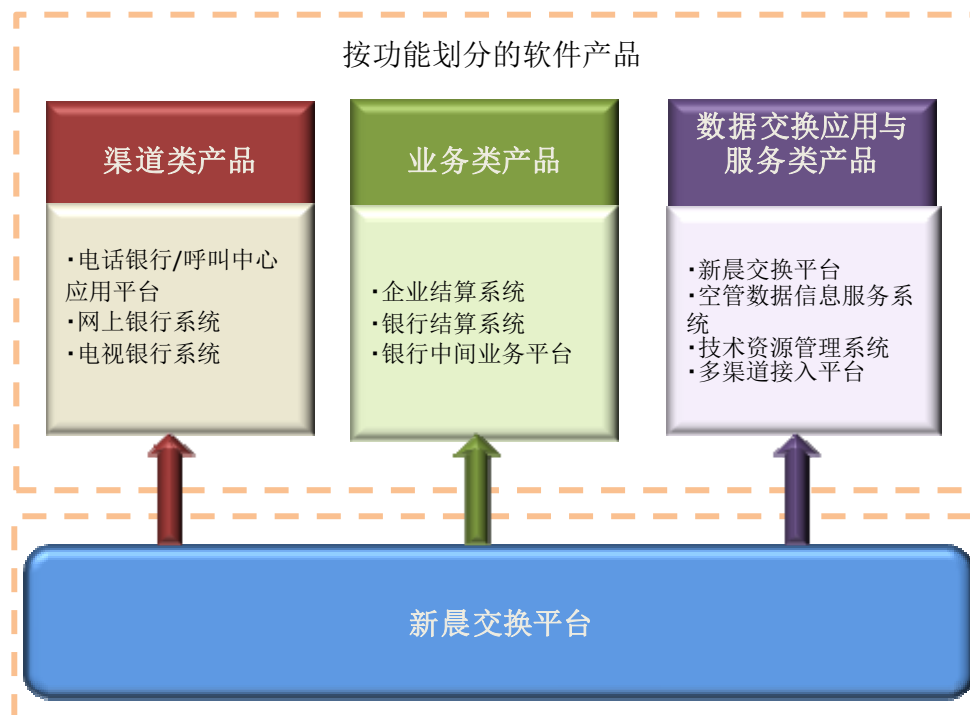 按功能划分的软件产品
渠道类产品
・电话银行/呼叫中心
应用平台
・网上银行系统
・电视银行系统
业务类产品
・企业结算系统
・银行结算系统
・银行中间业务平台
数据交换应用与
服务类产品
・新晨交换平台
・空管数据信息服务系
统
・技术资源管理系统
・多渠道接入平台
新晨交换平台